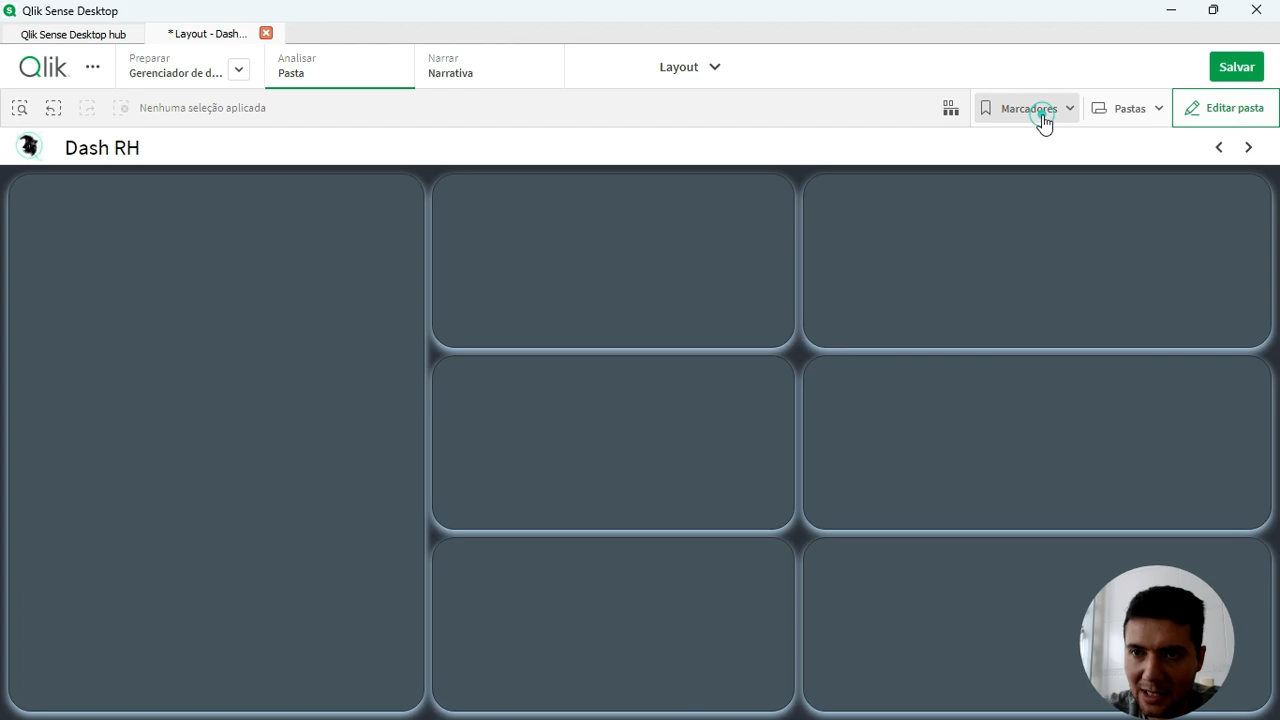 Qlik Sense Desktop
Qlik Sense Desktop hub
* Layout - Dash...
Qlik
Preparar
Gerenciador de d...
Analisar
Pasta
Narrar
Narrativa
Layout
Salvar
Nenhuma seleção aplicada
Marcadores
Pastas
Editar pasta
Dash RH